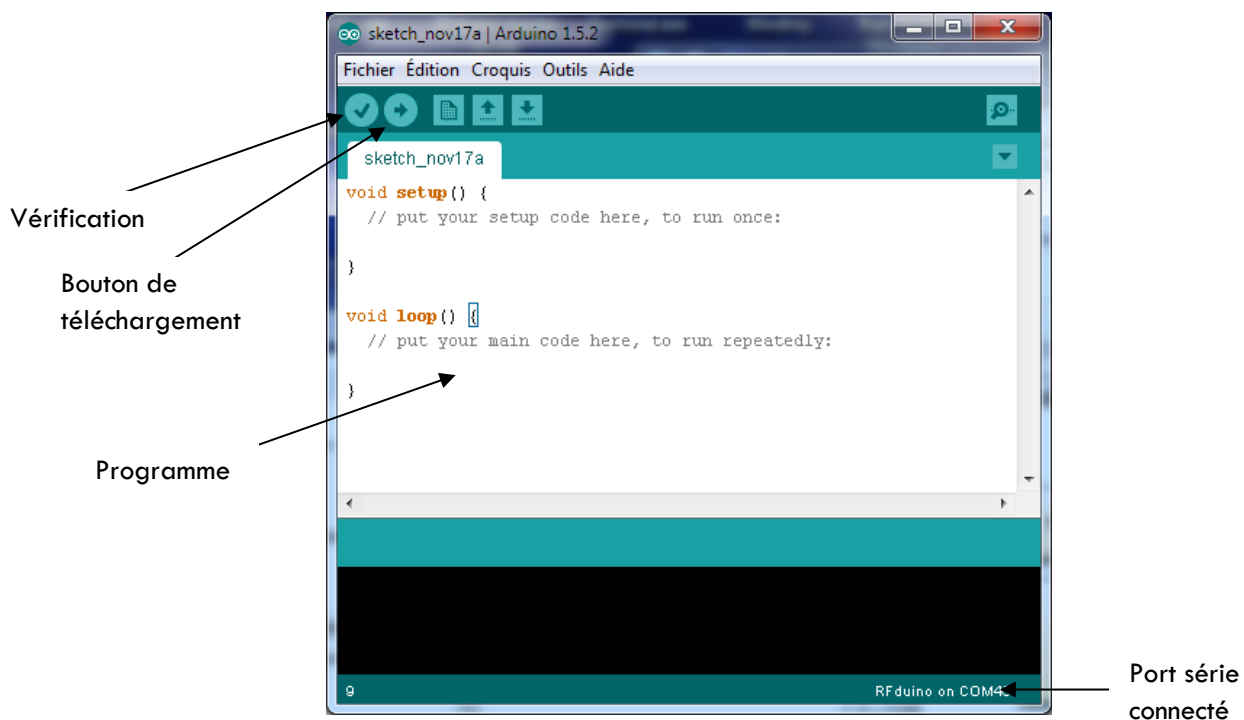 sketch_nov17a | Arduino 1.5.2
Fichier Édition Croquis Outils Aide
sketch_nov17a
void setup() {
// put your setup code here, to run once:
}
void loop() {
// put your main code here, to run repeatedly:
}
Vérification
Bouton de
téléchargement
Programme
9
RFduino on
Port série
connecté